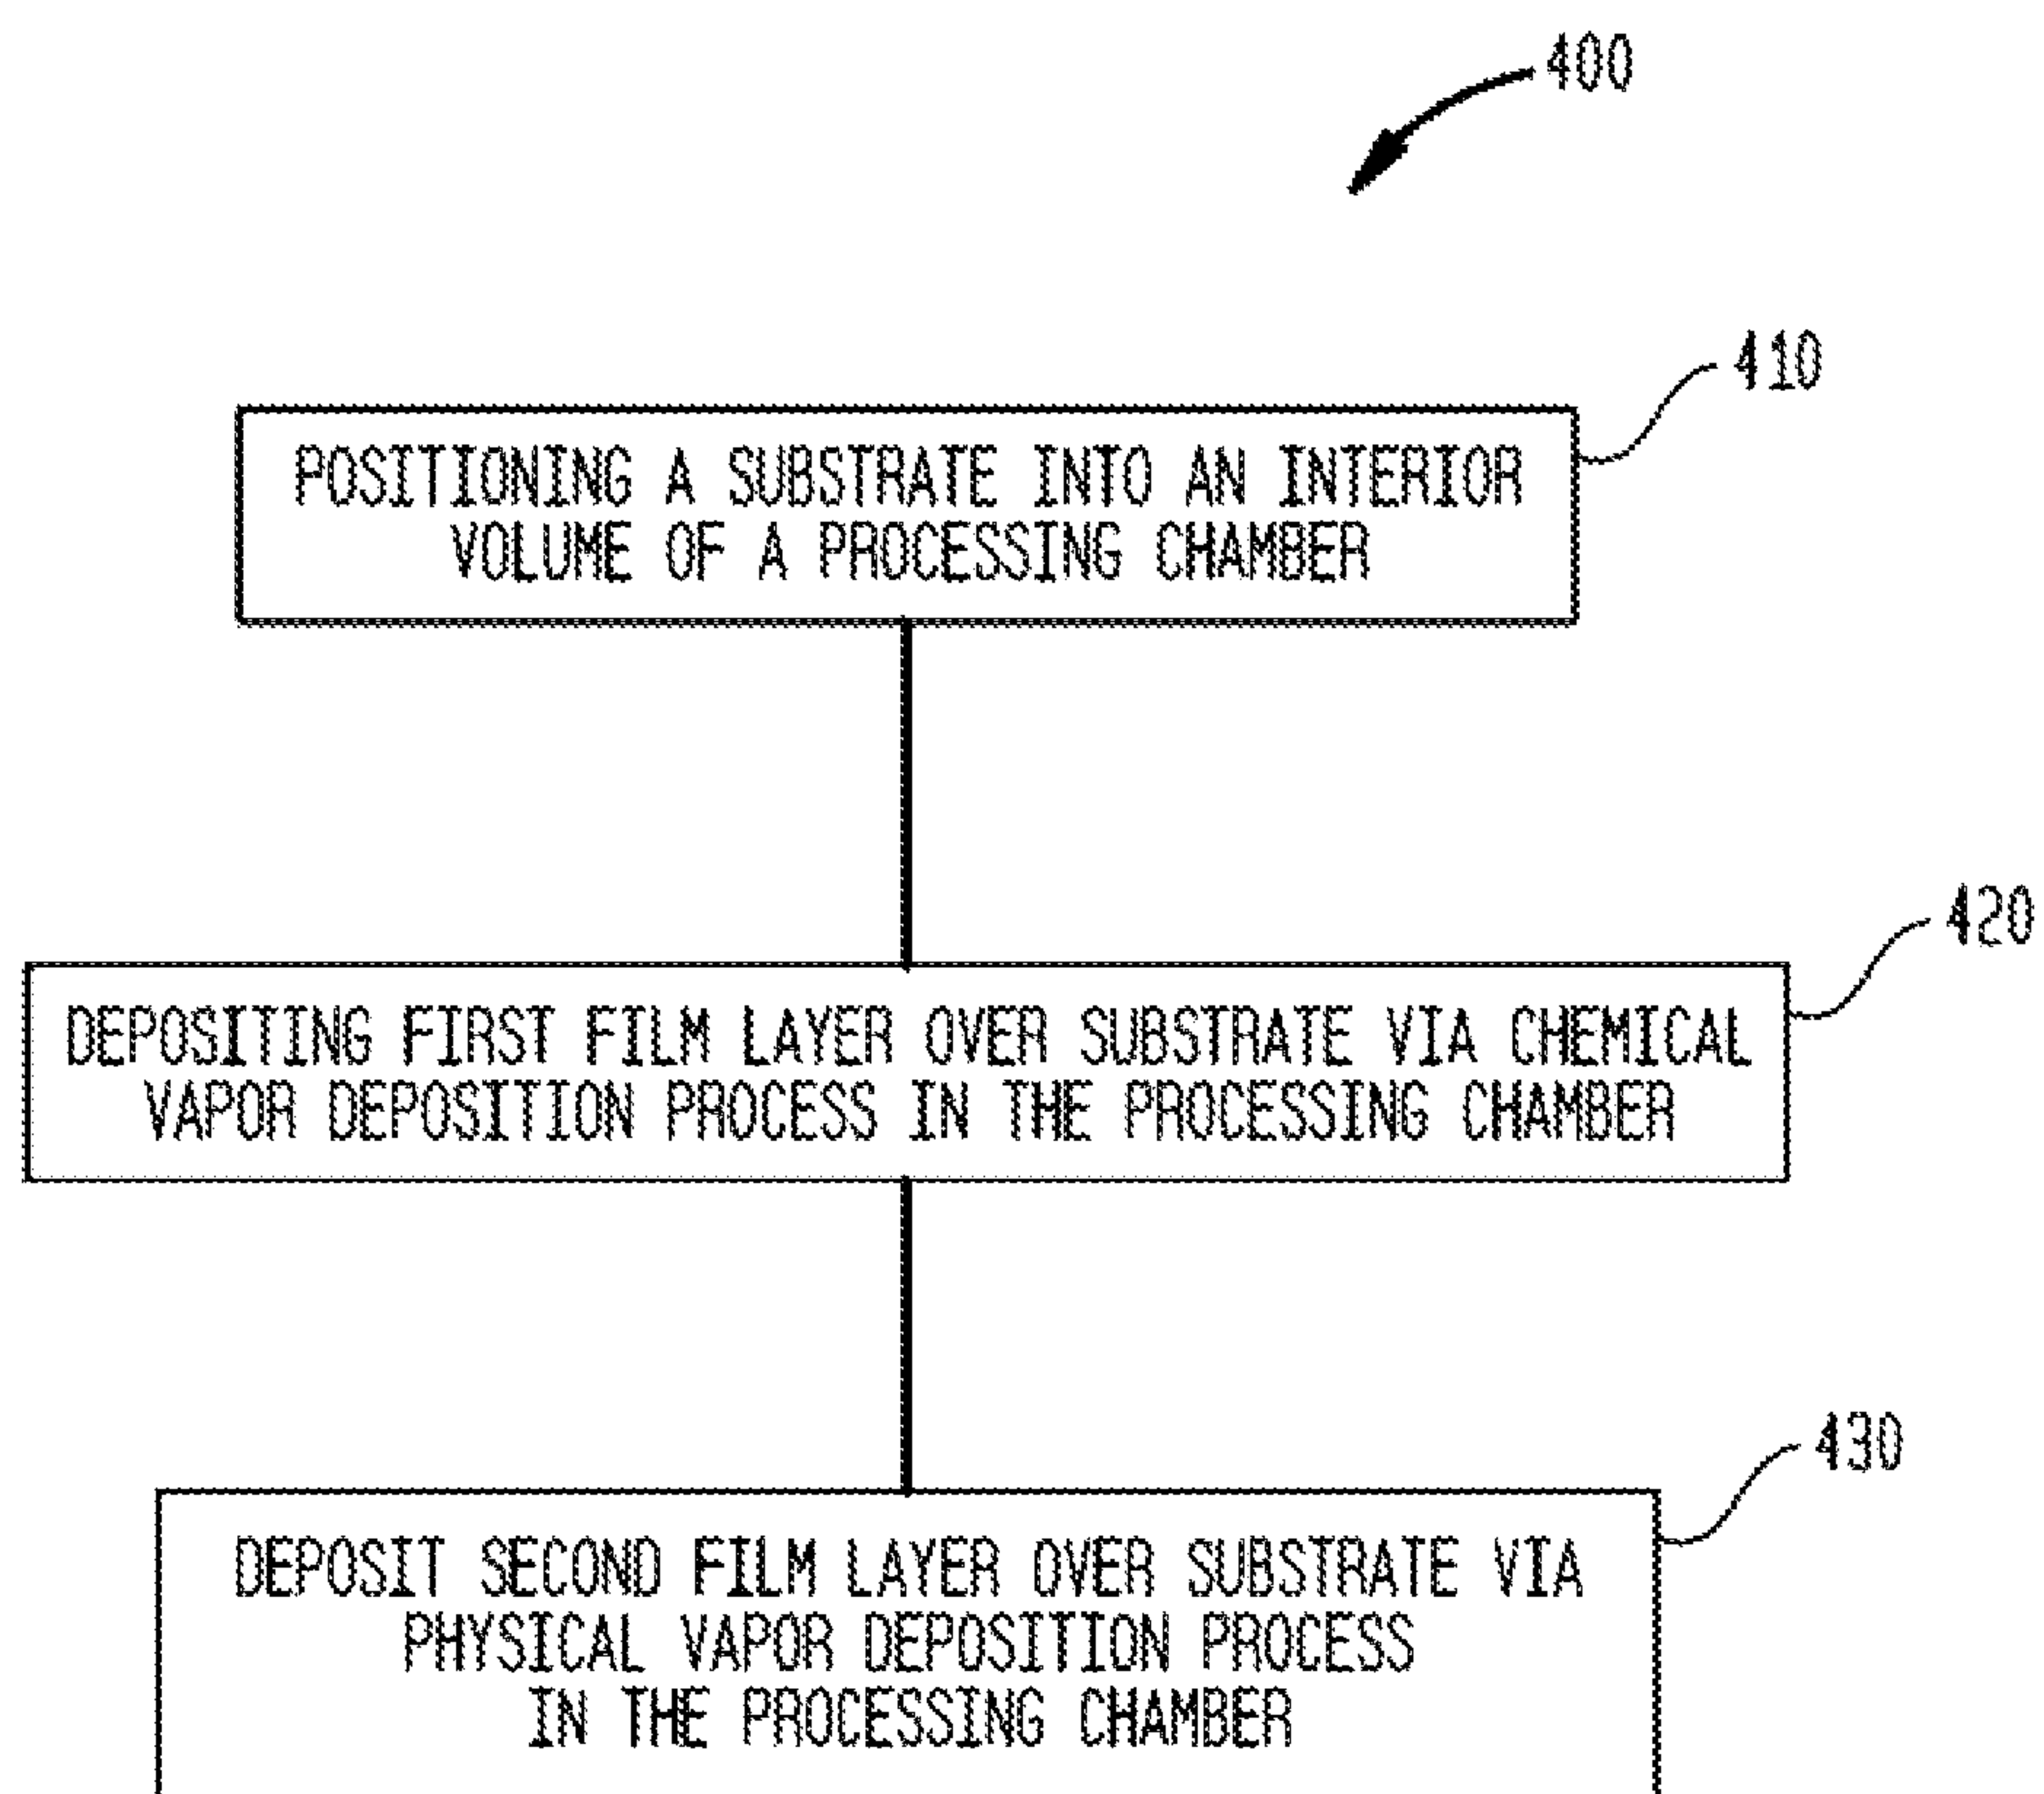 400
410
POSITIONING A SUBSTRATE INTO AN INTERIOR
VOLUME OF A PROCESSING CHAMBER
420
DEPOSITING FIRST FILM LAYER OVER SUBSTRATE VIA CHEMICAL
VAPOR DEPOSITION PROCESS IN THE PROCESSING CHAMBER
430
DEPOSIT SECOND FILM LAYER OVER SUBSTRATE VIA
PHYSICAL VAPOR DEPOSITION PROCESS
IN THE PROCESSING CHAMBER